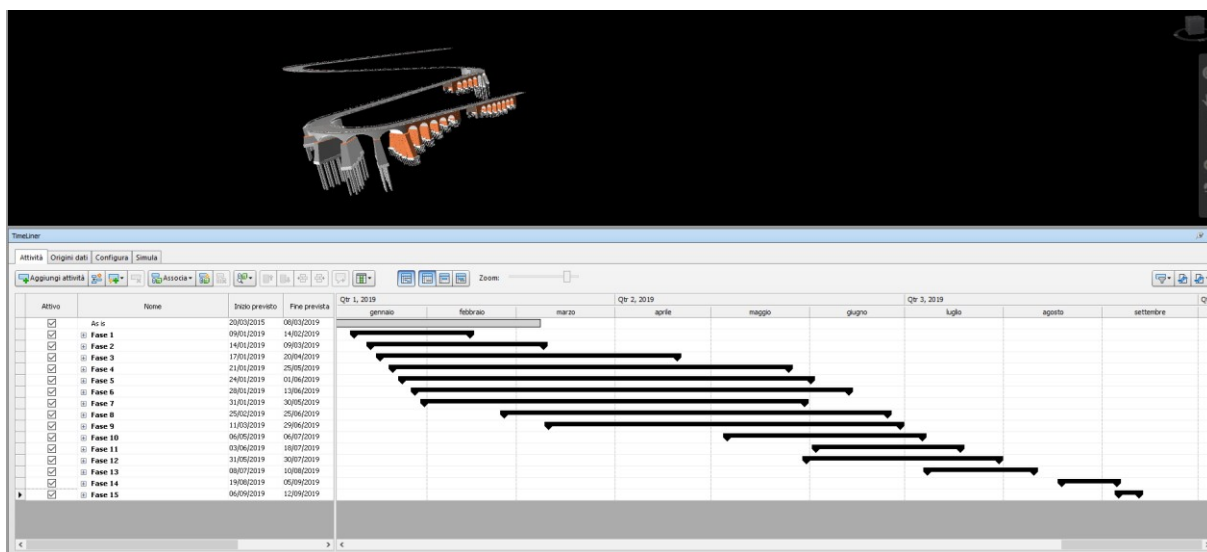 TimeLiner
Attività Origini dati Configura Simula
Aggiungi attività Associa Zoom:
Attivo Nome Inizio previsto Fine prevista Qtr 1, 2019 Qtr 2, 2019 Qtr 3, 2019
gennaio febbraio marzo aprile maggio giugno luglio agosto settembre
As is 20/03/2015 08/03/2019
Fase 1 09/01/2019 14/02/2019
Fase 2 14/01/2019 09/03/2019
Fase 3 17/01/2019 20/04/2019
Fase 4 21/01/2019 25/05/2019
Fase 5 24/01/2019 01/06/2019
Fase 6 28/01/2019 13/06/2019
Fase 7 31/01/2019 30/05/2019
Fase 8 25/02/2019 25/06/2019
Fase 9 11/03/2019 29/06/2019
Fase 10 06/05/2019 06/07/2019
Fase 11 03/06/2019 18/07/2019
Fase 12 31/05/2019 30/07/2019
Fase 13 08/07/2019 10/08/2019
Fase 14 19/08/2019 05/09/2019
Fase 15 06/09/2019 12/09/2019